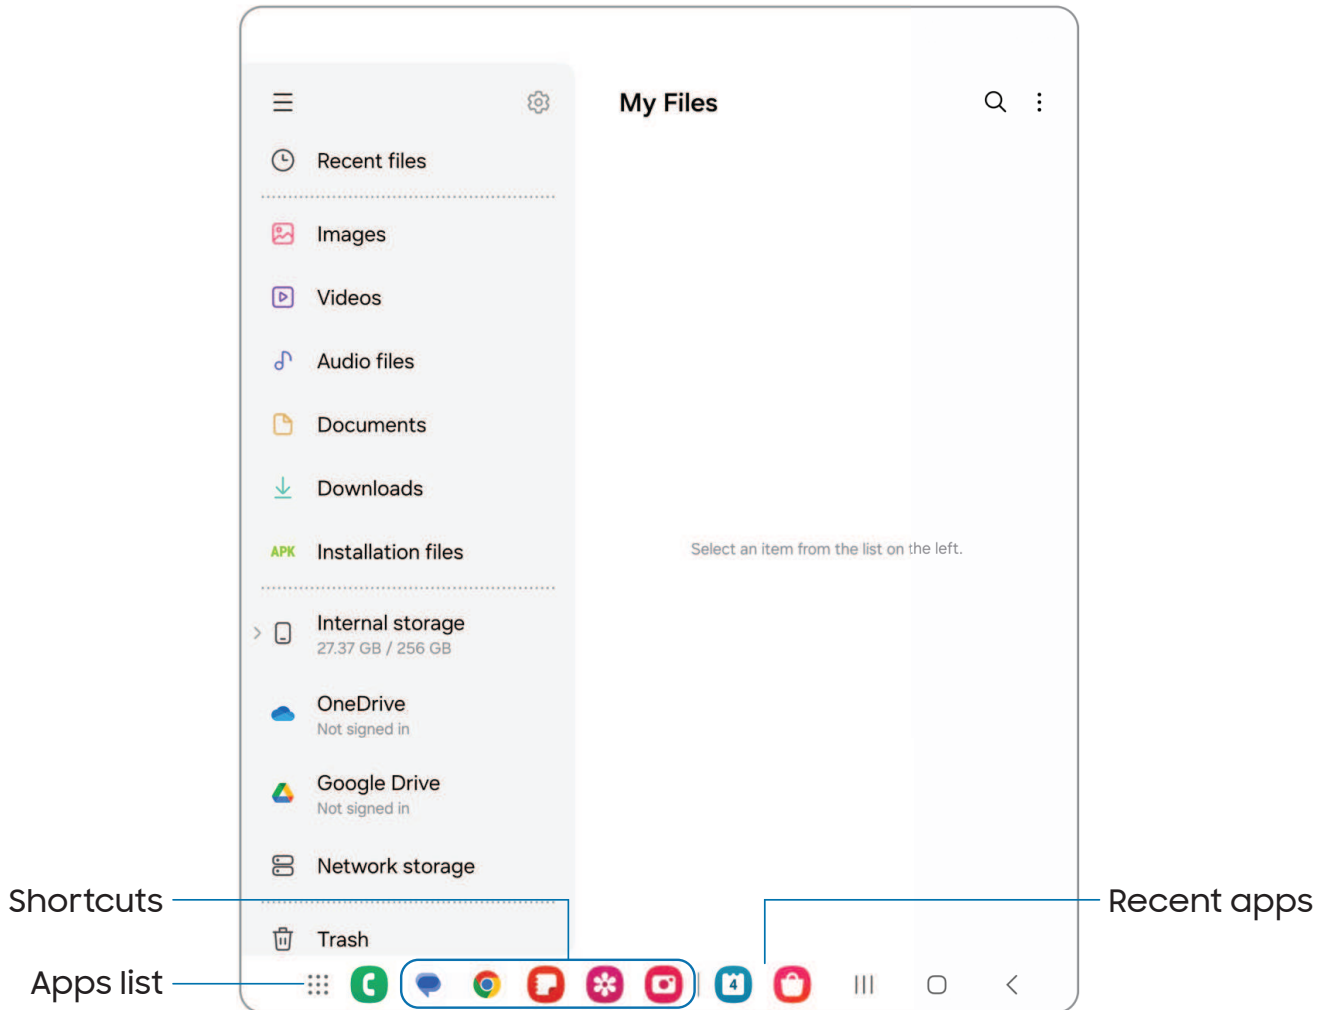 My Files
Recent files
Images
Videos
Audio files
Documents
Downloads
APK Installation files
Select an item from the list on the left.
Internal storage
27.37 GB / 256 GB
OneDrive
Not signed in
Google Drive
Not signed in
Network storage
Shortcuts
Recent apps
Trash
Apps list
4